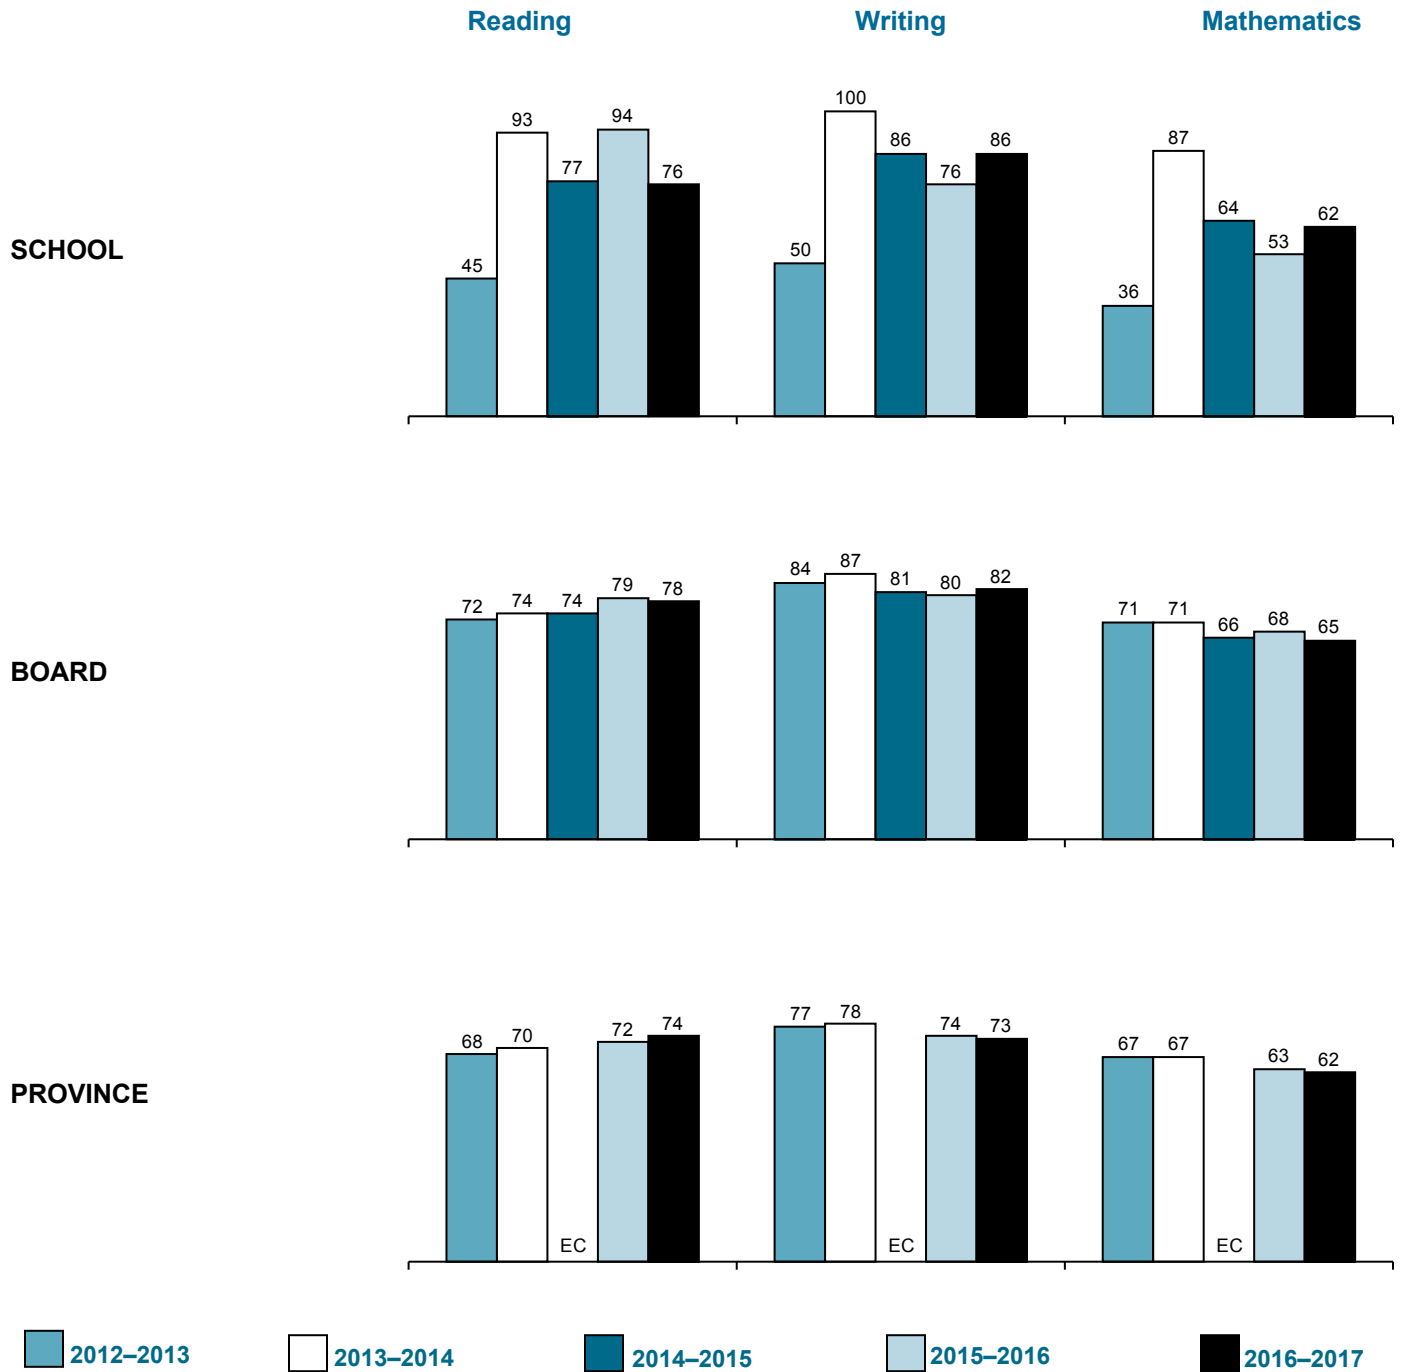 Reading Writing Mathematics
SCHOOL
45 93 77 94 76
50 100 86 76 86
36 87 64 53 62
BOARD
72 74 74 79 78
84 87 81 80 82
71 71 66 68 65
PROVINCE
68 70 EC 72 74
77 78 EC 74 73
67 67 EC 63 62
2012–2013 2013–2014 2014–2015 2015–2016 2016–2017